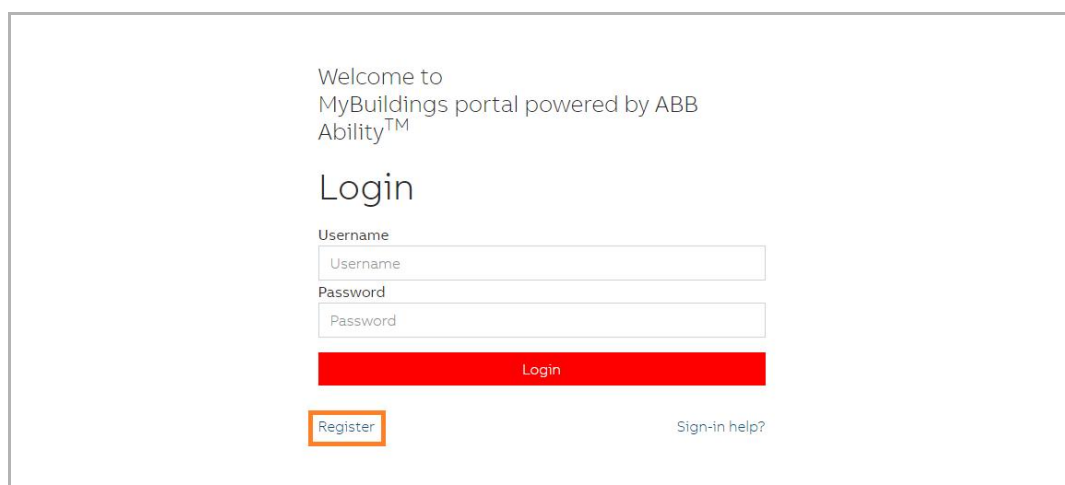 Welcome to
MyBuildings portal powered by ABB
Ability™
Login
Username
Username
Password
Password
Login
Register
Sign-in help?